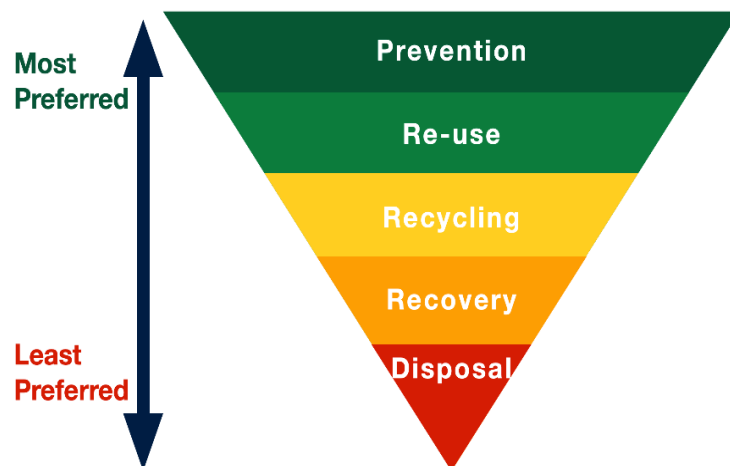 Most
Preferred
Prevention
Re-use
Recycling
Recovery
Least
Preferred
Disposal